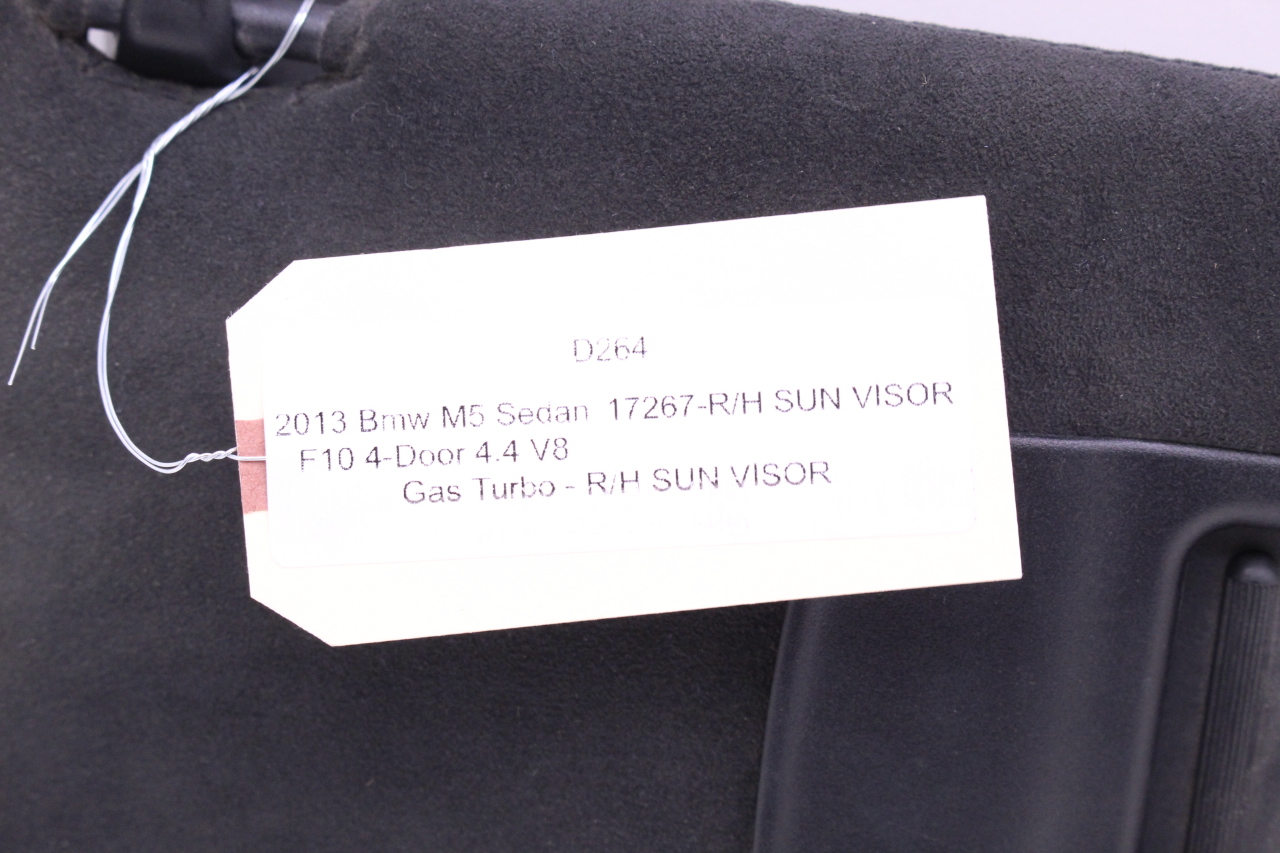 D264
2013 Bmw M5 Sedan 17267-R/H SUN VISOR
F10 4-Door 4.4 V8
Gas Turbo - R/H SUN VISOR